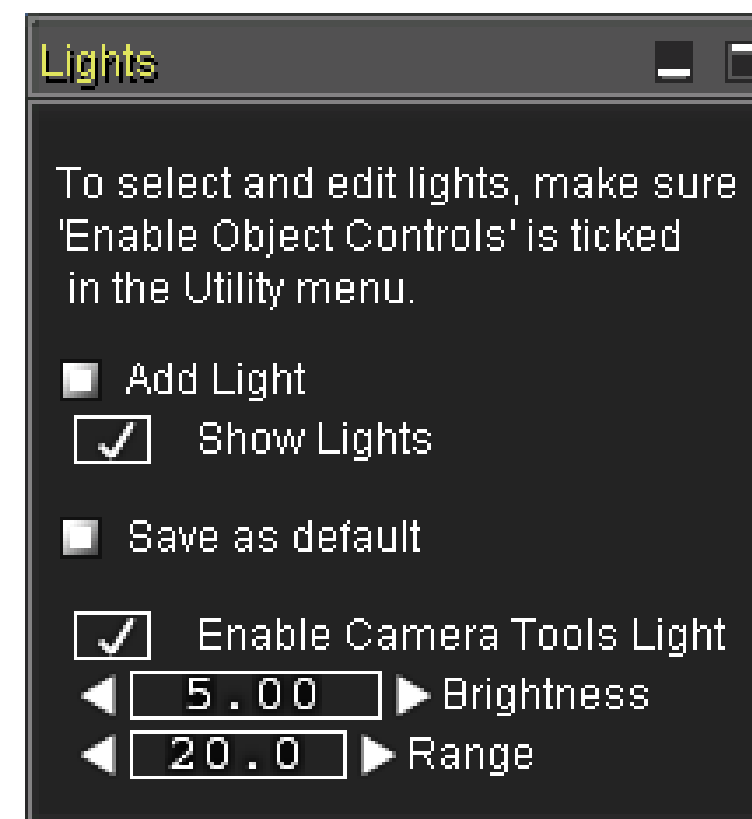 Lights
To select and edit lights, make sure
'Enable Object Controls' is ticked
in the Utility menu.
Add Light
Show Lights
Save as default
Enable Camera Tools Light
5.00 Brightness
20.0 Range